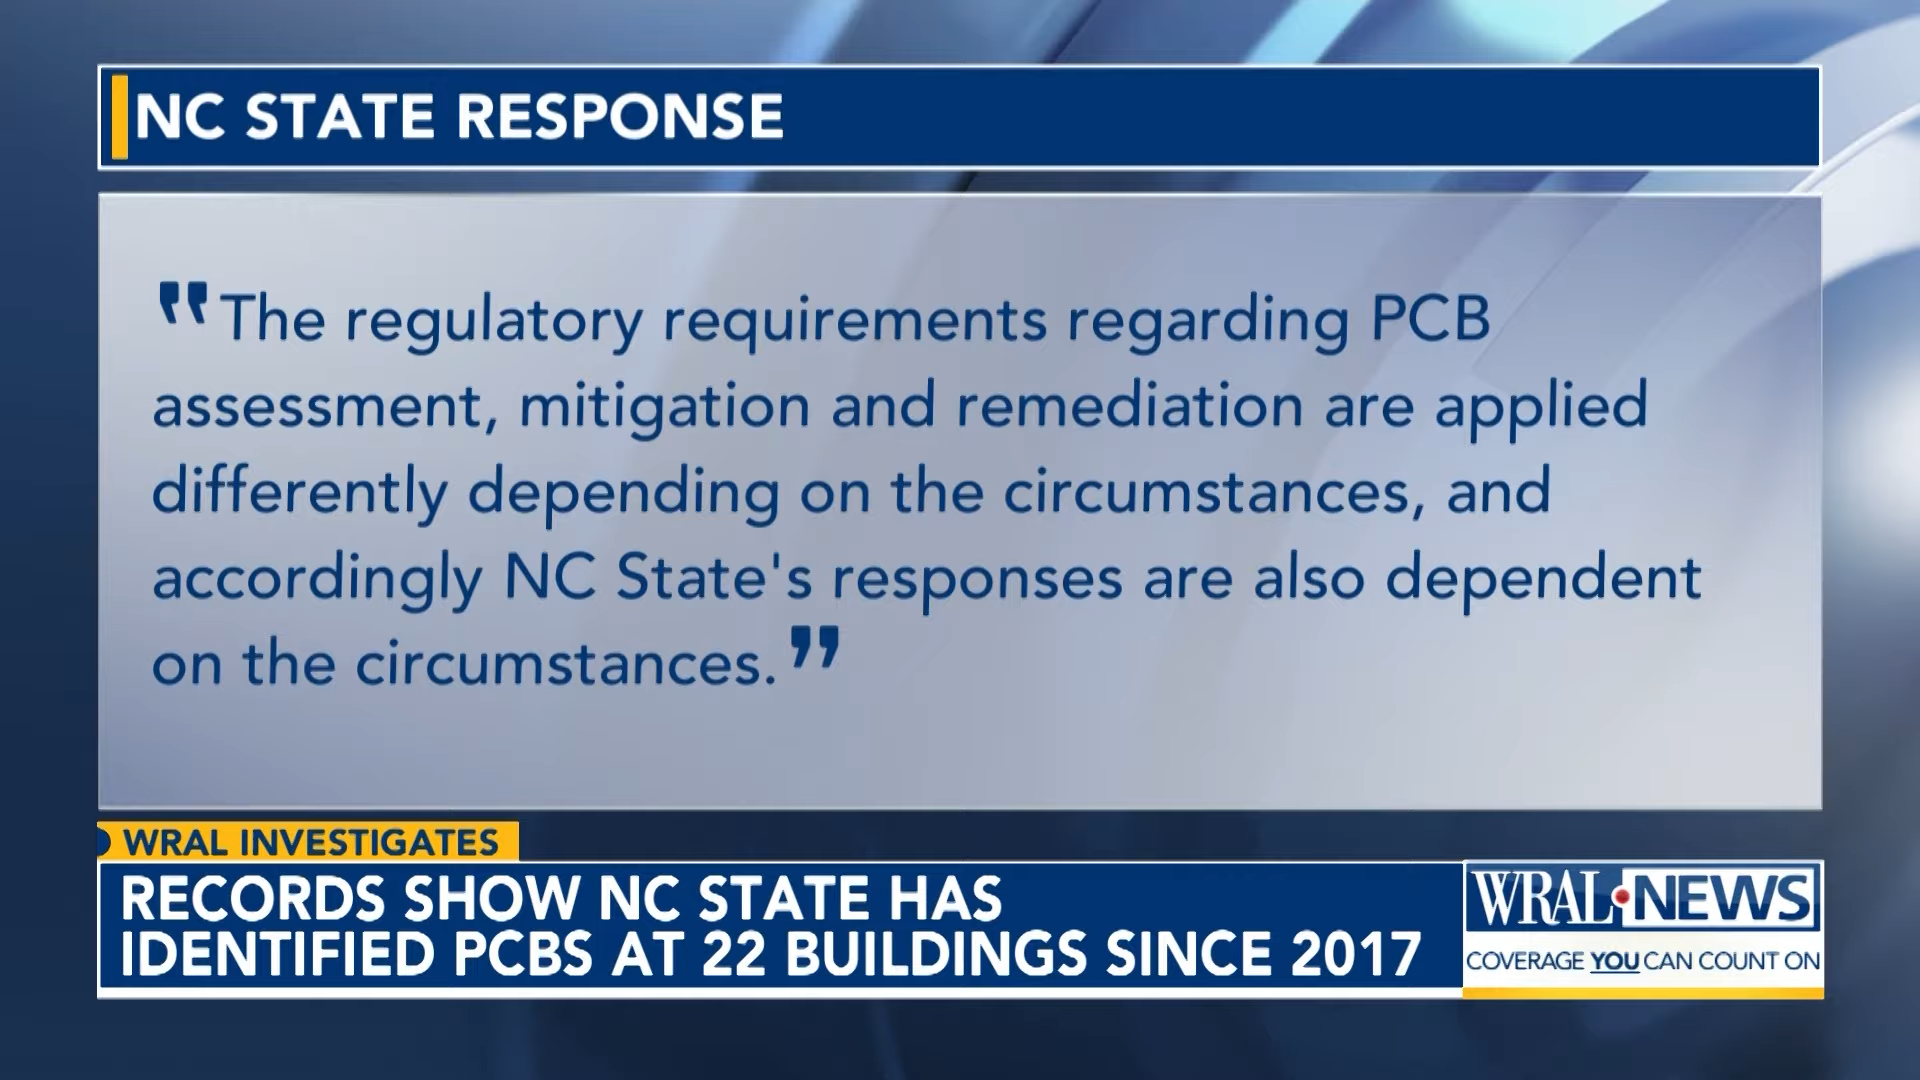 NC STATE RESPONSE
"The regulatory requirements regarding PCB
assessment, mitigation and remediation are applied
differently depending on the circumstances, and
accordingly NC State's responses are also dependent
on the circumstances."
WRAL INVESTIGATES
RECORDS SHOW NC STATE HAS
IDENTIFIED PCBS AT 22 BUILDINGS SINCE 2017
WRAL NEWS
COVERAGE YOU CAN COUNT ON